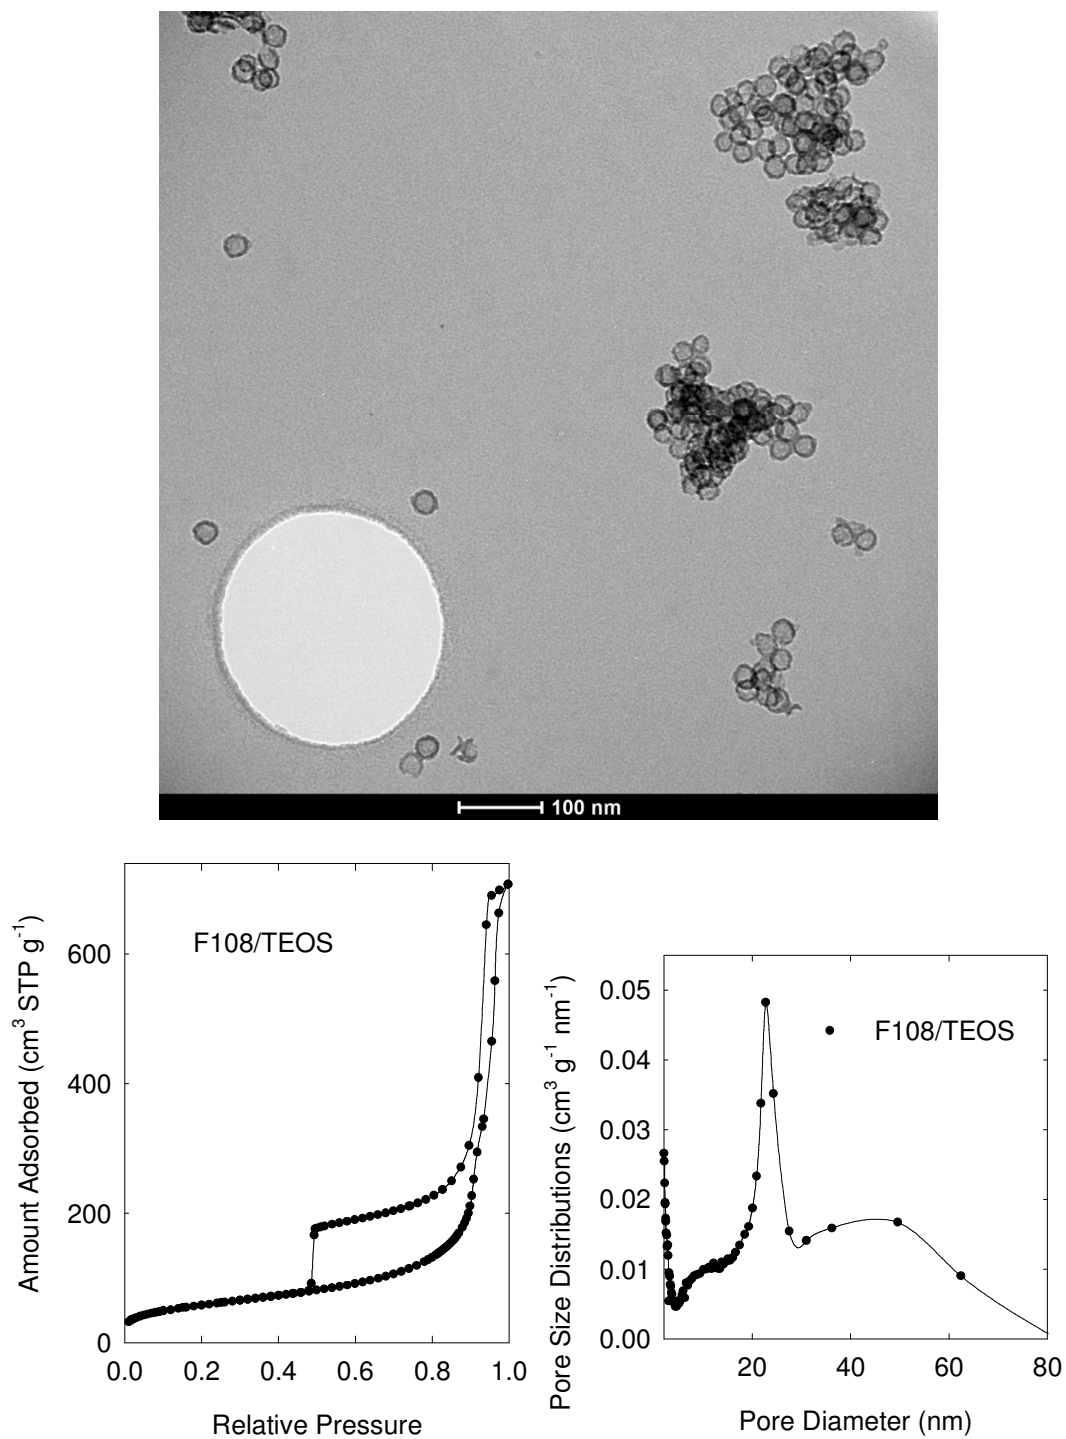 100 nm
F108/TEOS
Amount Adsorbed (cm³ STP g⁻¹)
600
400
200
0
0.0 0.2 0.4 0.6 0.8 1.0
Relative Pressure
F108/TEOS
Pore Size Distributions (cm³ g⁻¹ nm⁻¹)
0.05
0.04
0.03
0.02
0.01
0.00
20 40 60 80
Pore Diameter (nm)